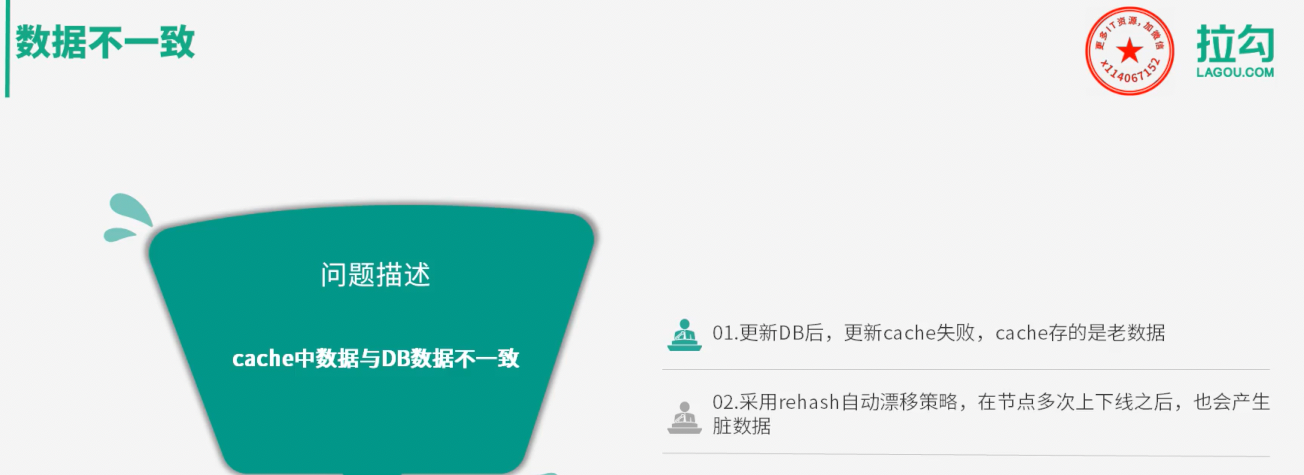 数据不一致
更多IT资源，加微信
x114067152
拉勾
LAGOU.COM
问题描述
cache中数据与DB数据不一致
01.更新DB后，更新cache失败，cache存的是老数据
02.采用rehash自动漂移策略，在节点多次上下线之后，也会产生
脏数据